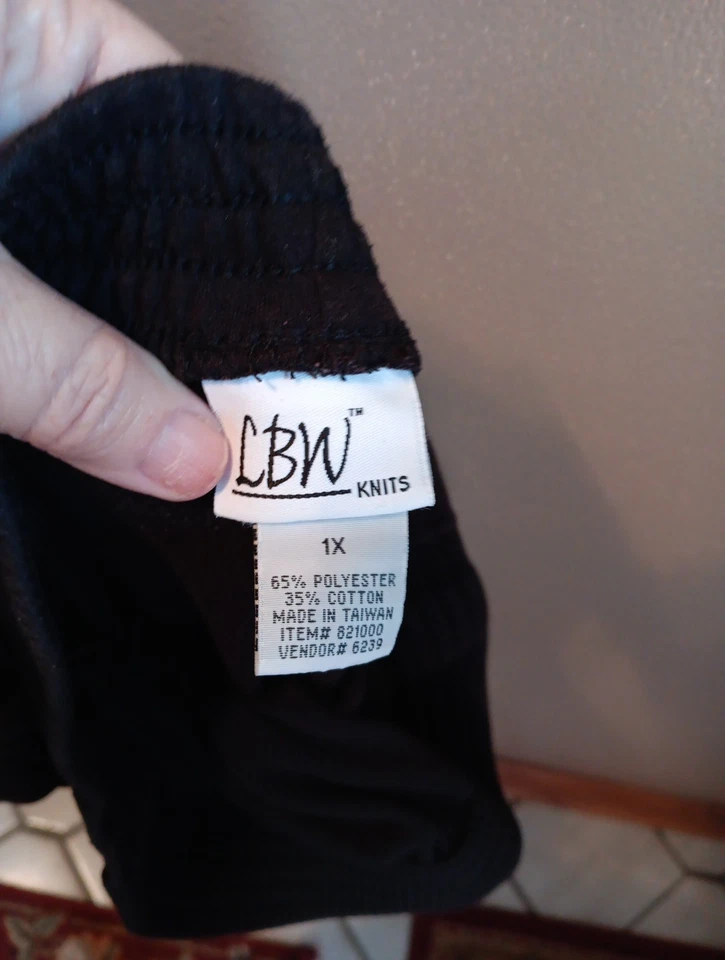 LBW™
KNITS
1X
65% POLYESTER
35% COTTON
MADE IN TAIWAN
ITEM# 821000
VENDOR# 6239